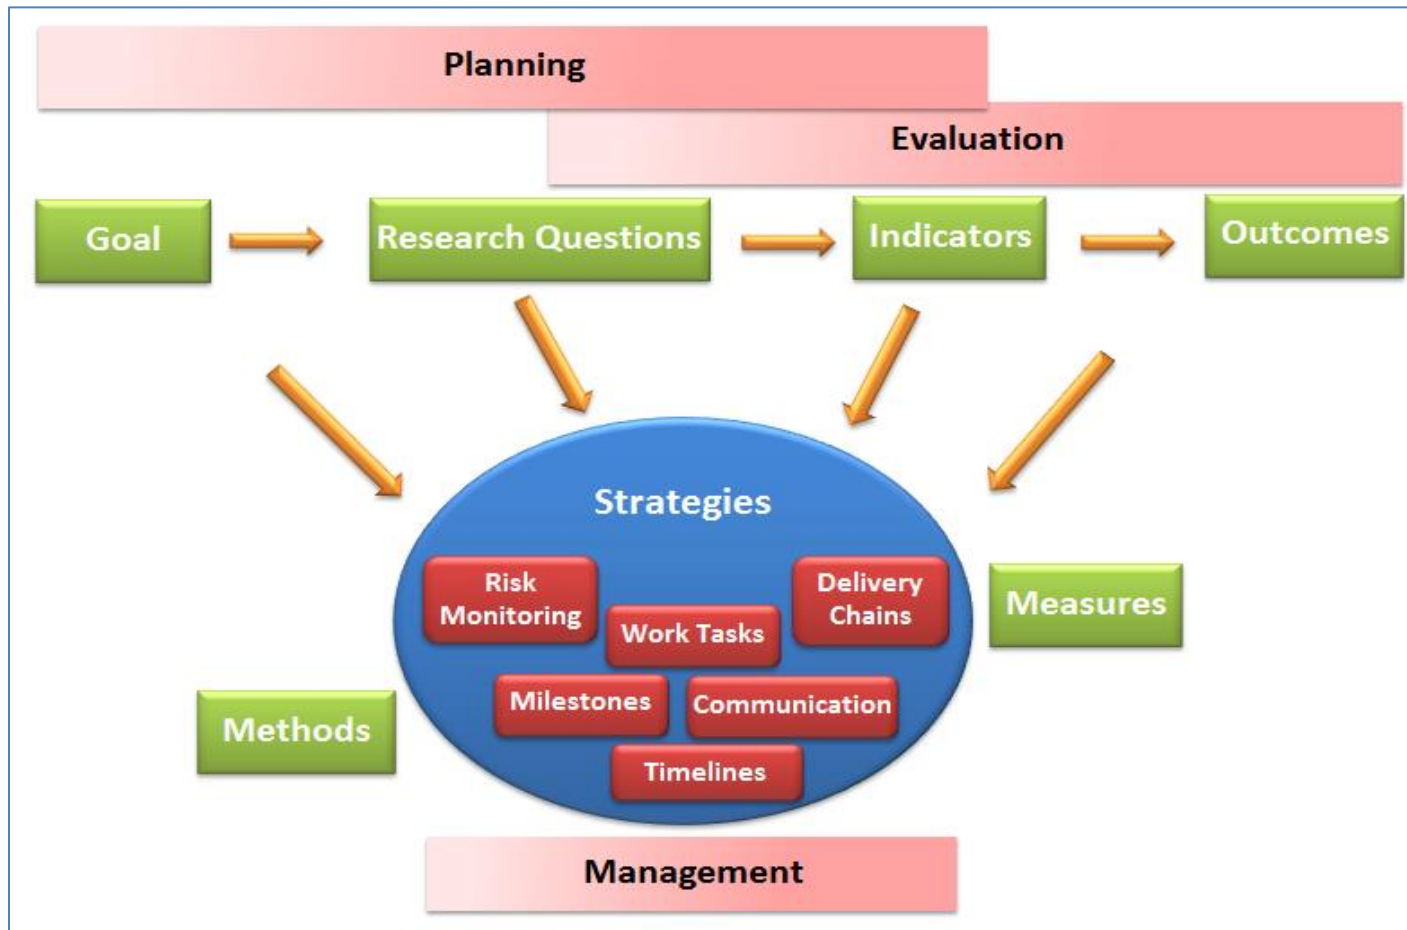 Planning
Evaluation
Goal
Research Questions
Indicators
Outcomes
Strategies
Risk
Monitoring
Work Tasks
Delivery
Chains
Measures
Milestones
Communication
Methods
Timelines
Management